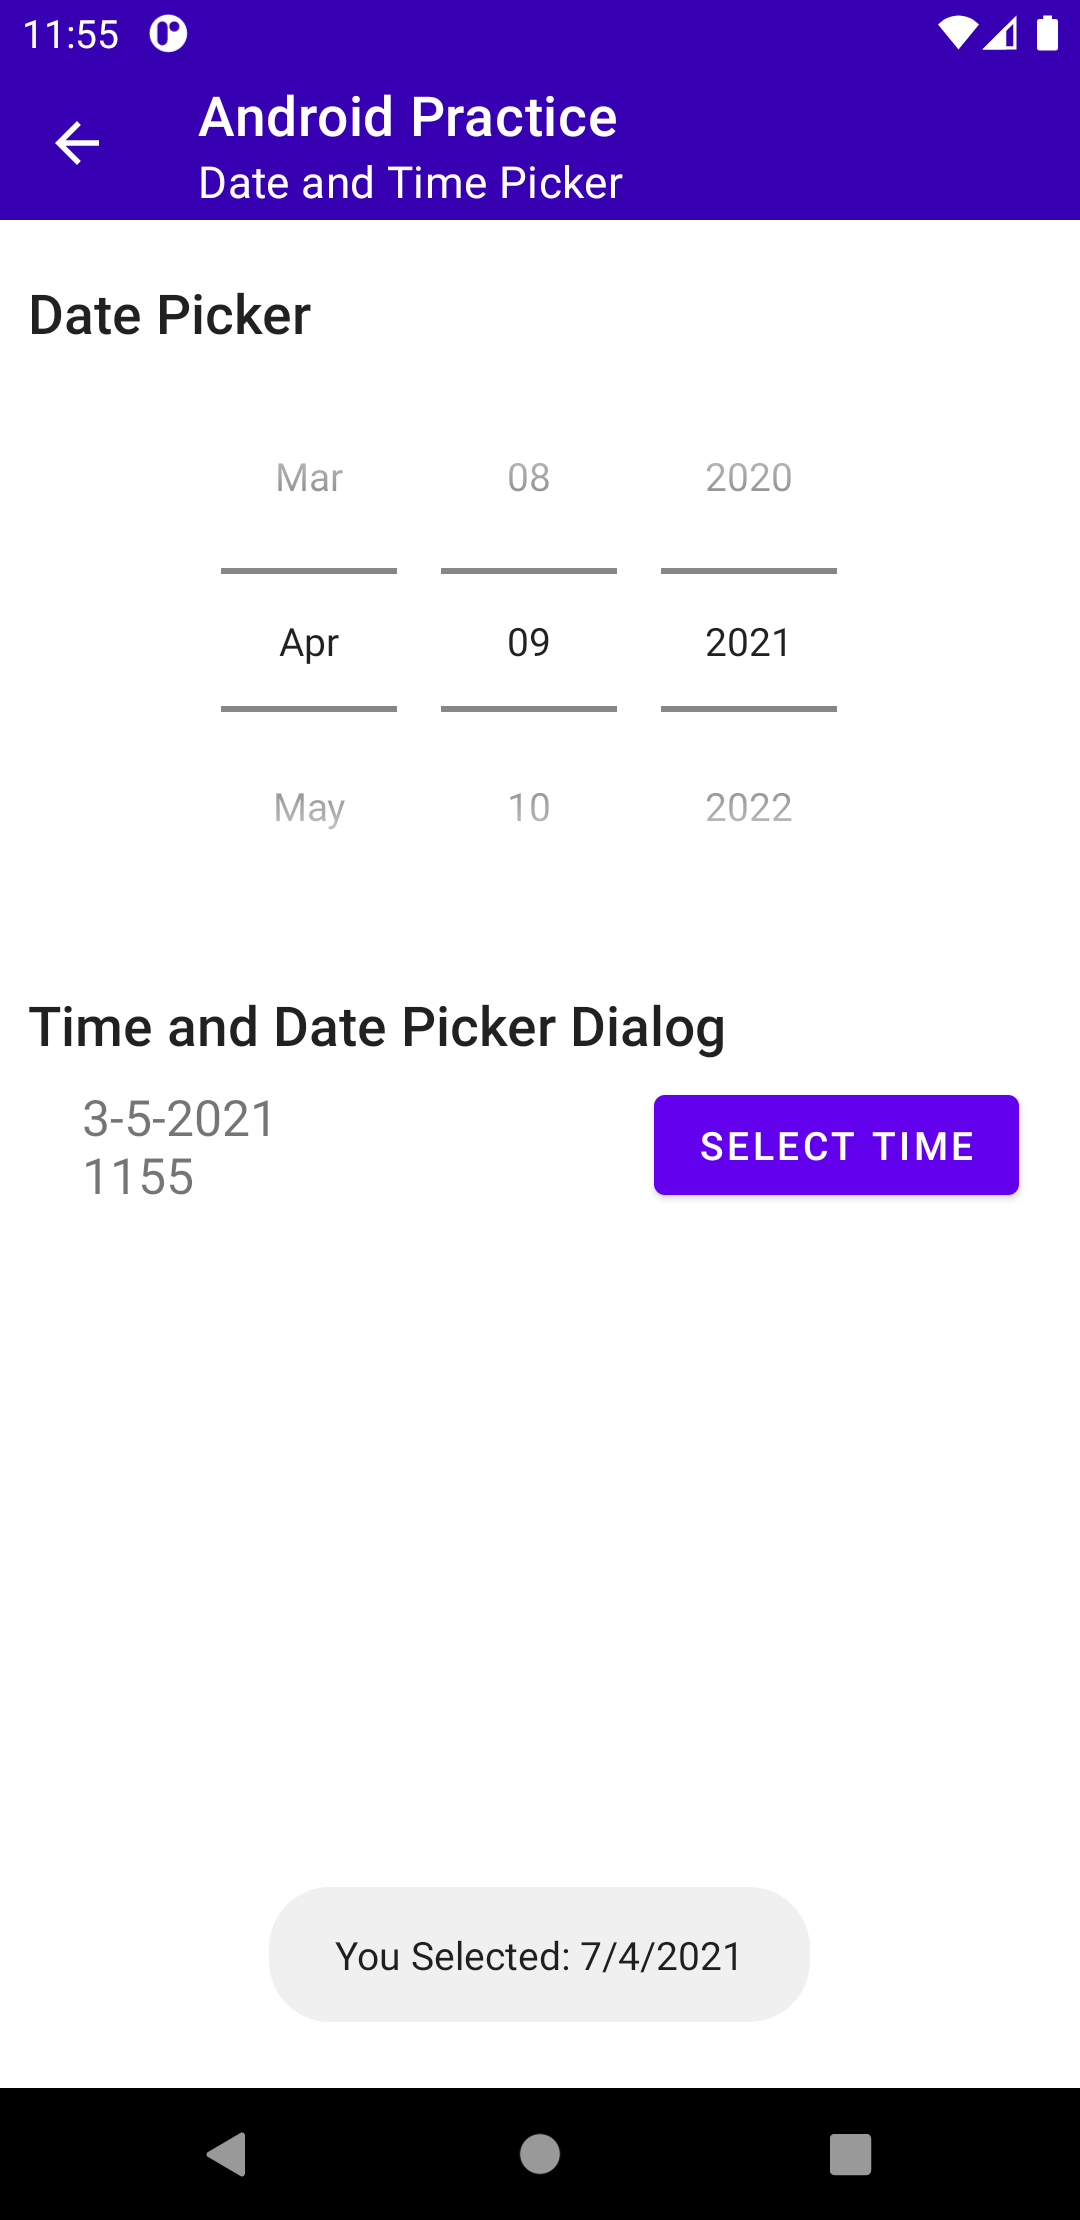 11:55
Android Practice
Date and Time Picker
Date Picker
Mar 08 2020
Apr 09 2021
May 10 2022
Time and Date Picker Dialog
3-5-2021
1155
SELECT TIME
You Selected: 7/4/2021